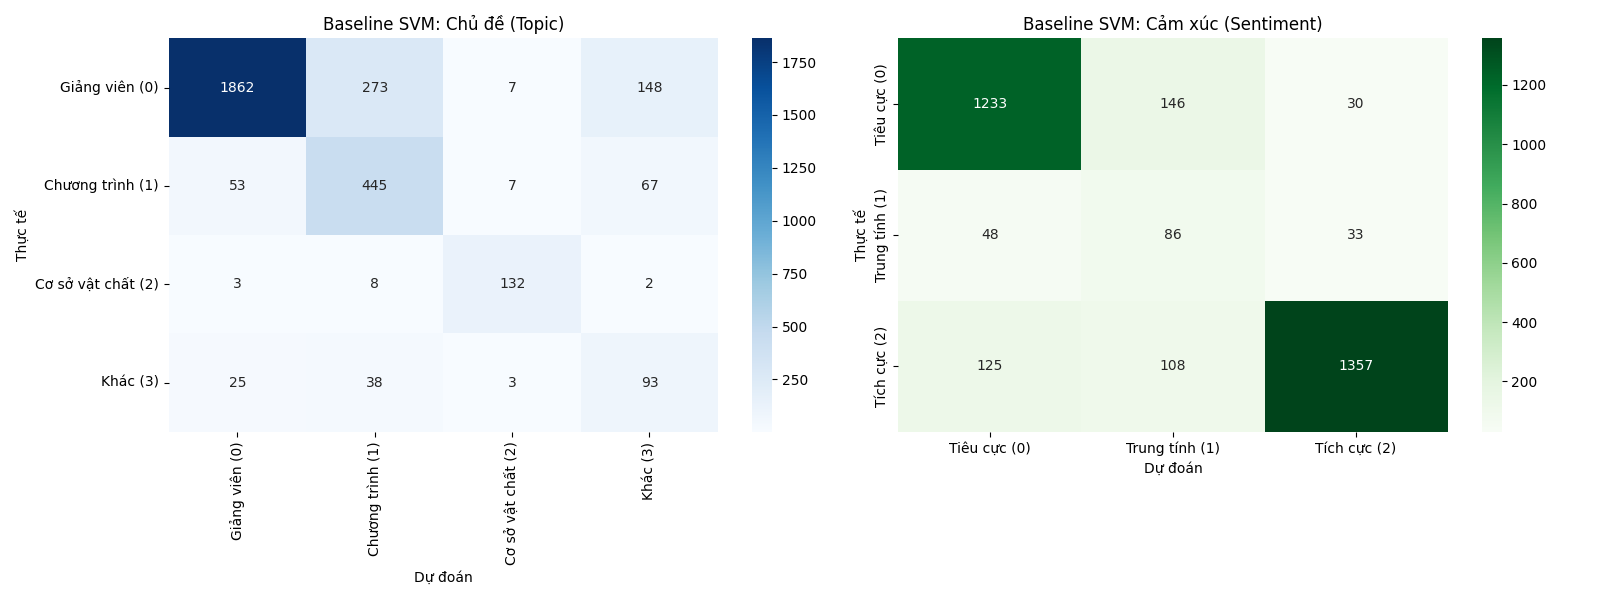 Baseline SVM: Chủ đề (Topic)
Thực tế
Giảng viên (0)
1862 273 7 148
Chương trình (1)
53 445 7 67
Cơ sở vật chất (2)
3 8 132 2
Khác (3)
25 38 3 93
Giảng viên (0)
Chương trình (1)
Cơ sở vật chất (2)
Khác (3)
Dự đoán
1750
1500
1250
1000
750
500
250
Baseline SVM: Cảm xúc (Sentiment)
Thực tế
Tiêu cực (0)
1233 146 30
Trung tính (1)
48 86 33
Tích cực (2)
125 108 1357
Tiêu cực (0) Trung tính (1) Tích cực (2)
Dự đoán
1200
1000
800
600
400
200